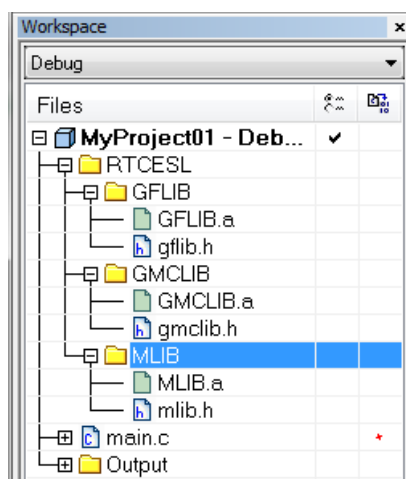 Workspace x
Debug
Files
MyProject01 - Deb...
RTCESL
GFLIB
GFLIB.a
gflib.h
GMCLIB
GMCLIB.a
gmclib.h
MLIB
MLIB.a
mlib.h
main.c *
Output